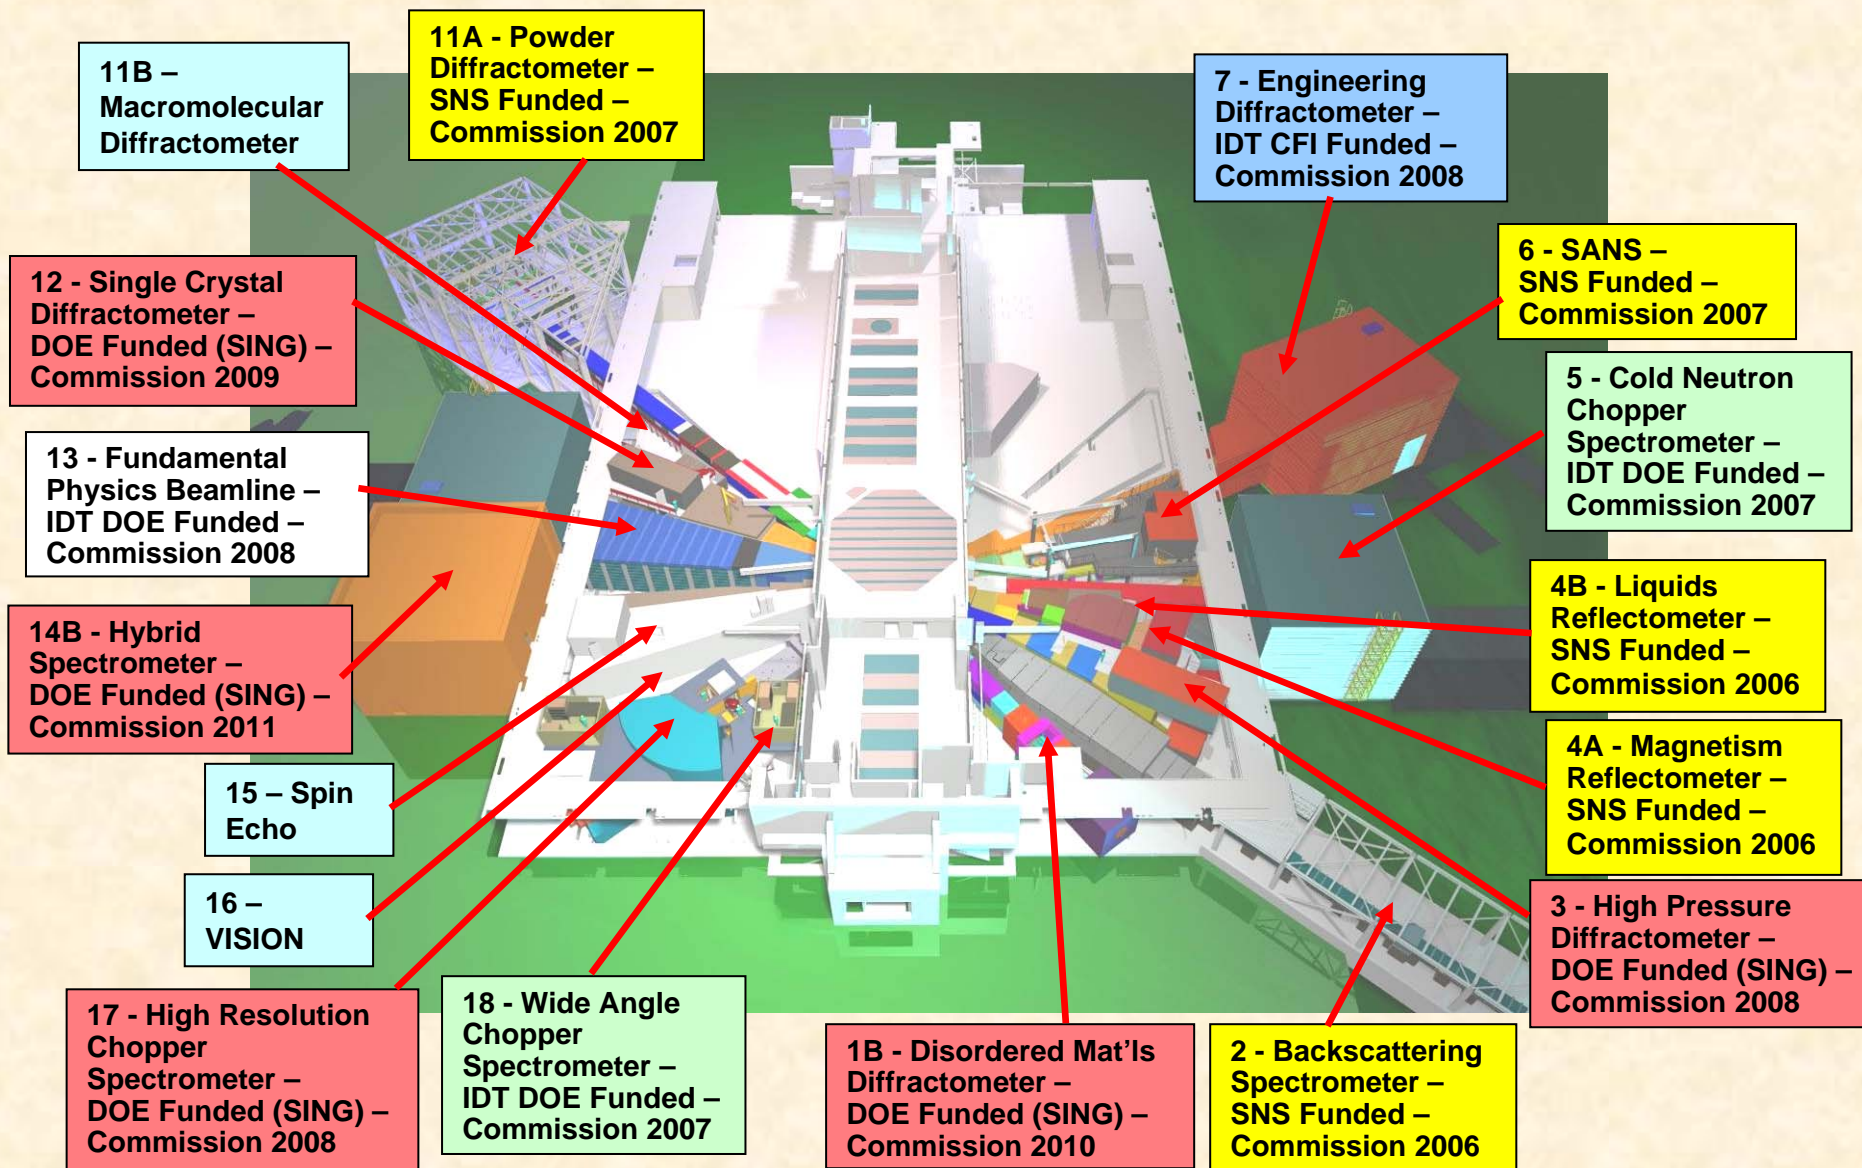 11B –
Macromolecular
Diffractometer
11A - Powder
Diffractometer –
SNS Funded –
Commission 2007
7 - Engineering
Diffractometer –
IDT CFI Funded –
Commission 2008
12 - Single Crystal
Diffractometer –
DOE Funded (SING) –
Commission 2009
6 - SANS –
SNS Funded –
Commission 2007
13 - Fundamental
Physics Beamline –
IDT DOE Funded –
Commission 2008
5 - Cold Neutron
Chopper
Spectrometer –
IDT DOE Funded –
Commission 2007
14B - Hybrid
Spectrometer –
DOE Funded (SING) –
Commission 2011
4B - Liquids
Reflectometer –
SNS Funded –
Commission 2006
15 – Spin
Echo
4A - Magnetism
Reflectometer –
SNS Funded –
Commission 2006
16 –
VISION
3 - High Pressure
Diffractometer –
DOE Funded (SING) –
Commission 2008
17 - High Resolution
Chopper
Spectrometer –
DOE Funded (SING) –
Commission 2008
18 - Wide Angle
Chopper
Spectrometer –
IDT DOE Funded –
Commission 2007
1B - Disordered Mat'ls
Diffractometer –
DOE Funded (SING) –
Commission 2010
2 - Backscattering
Spectrometer –
SNS Funded –
Commission 2006